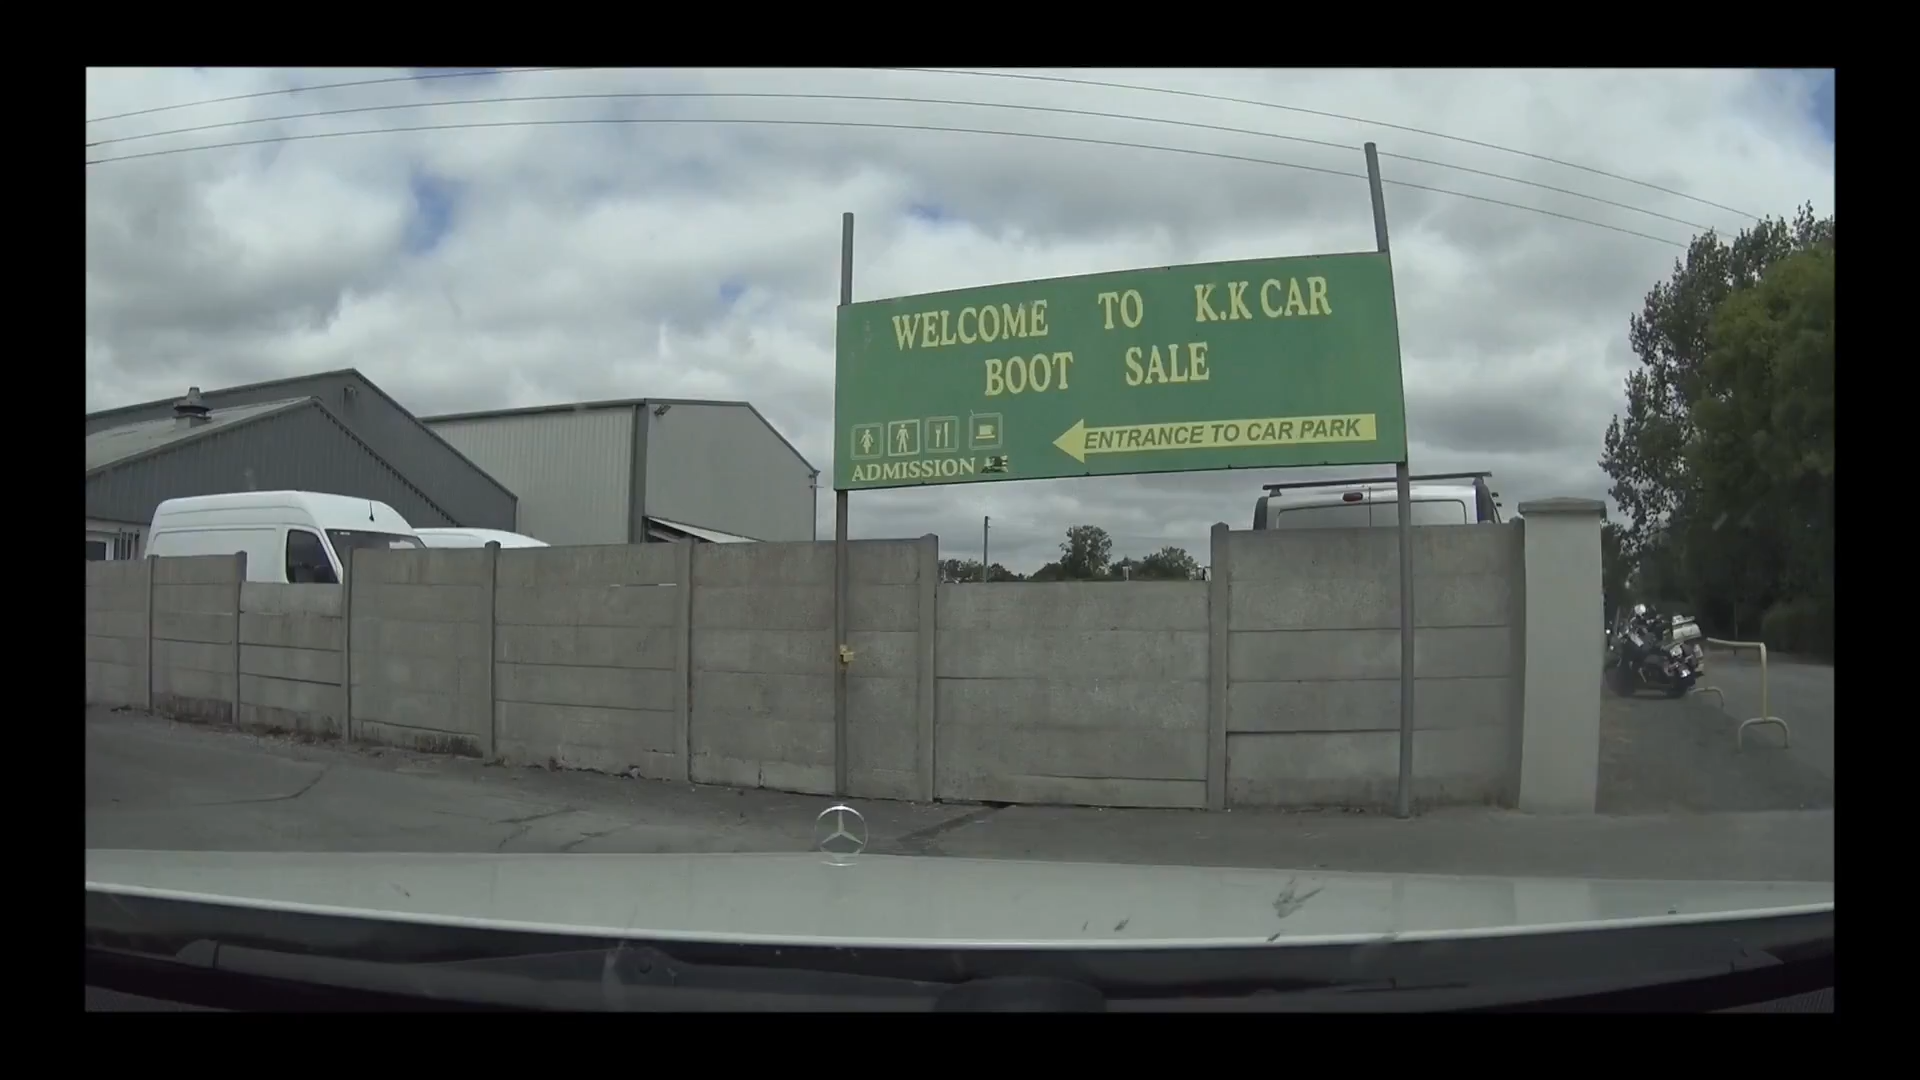 WELCOME TO K.K CAR
BOOT SALE
ENTRANCE TO CAR PARK
ADMISSION